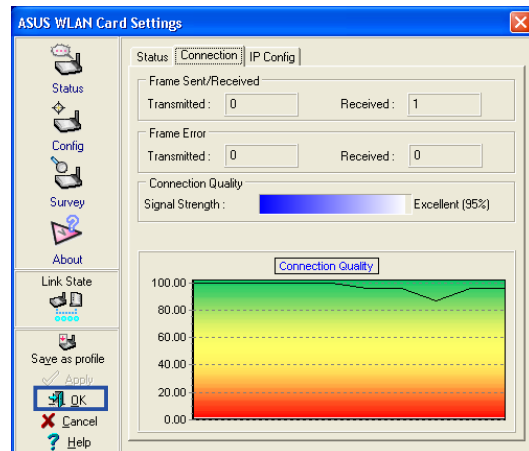 ASUS WLAN Card Settings
Status
Config
Survey
About
Link State
Save as profile
Apply
OK
Cancel
Help
Status Connection IP Config
Frame Sent/Received
Transmitted : 0 Received : 1
Frame Error
Transmitted : 0 Received : 0
Connection Quality
Signal Strength : Excellent (95%)
Connection Quality
100.00
80.00
60.00
40.00
20.00
0.00